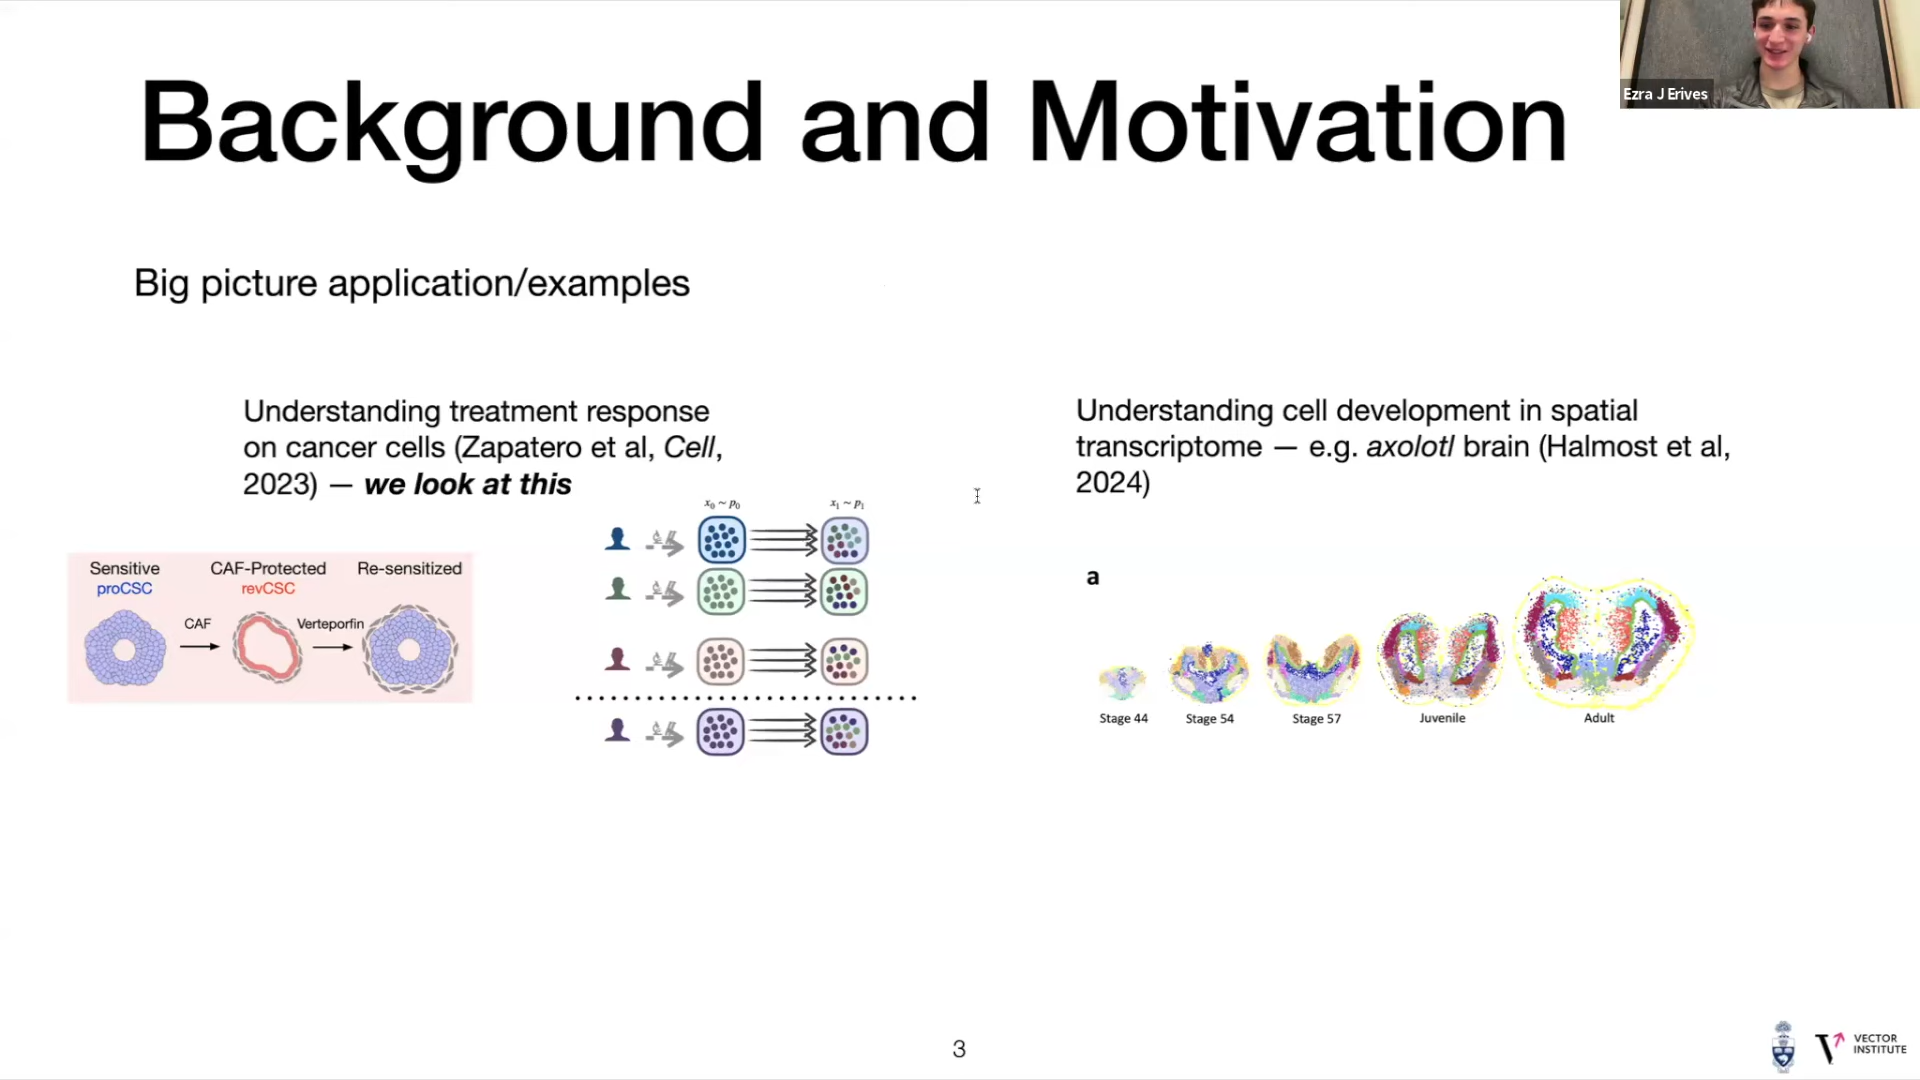 Background and Motivation
Ezra J Erives
Big picture application/examples
Understanding treatment response
on cancer cells (Zapatero et al, Cell,
2023) — we look at this
x₀ ~ p₀
x₁ ~ p₁
Sensitive
proCSC
CAF
CAF-Protected
revCSC
Verteporfin
Re-sensitized
Understanding cell development in spatial
transcriptome — e.g. axolotl brain (Halmost et al,
2024)
a
Stage 44
Stage 54
Stage 57
Juvenile
Adult
3
VECTOR
INSTITUTE